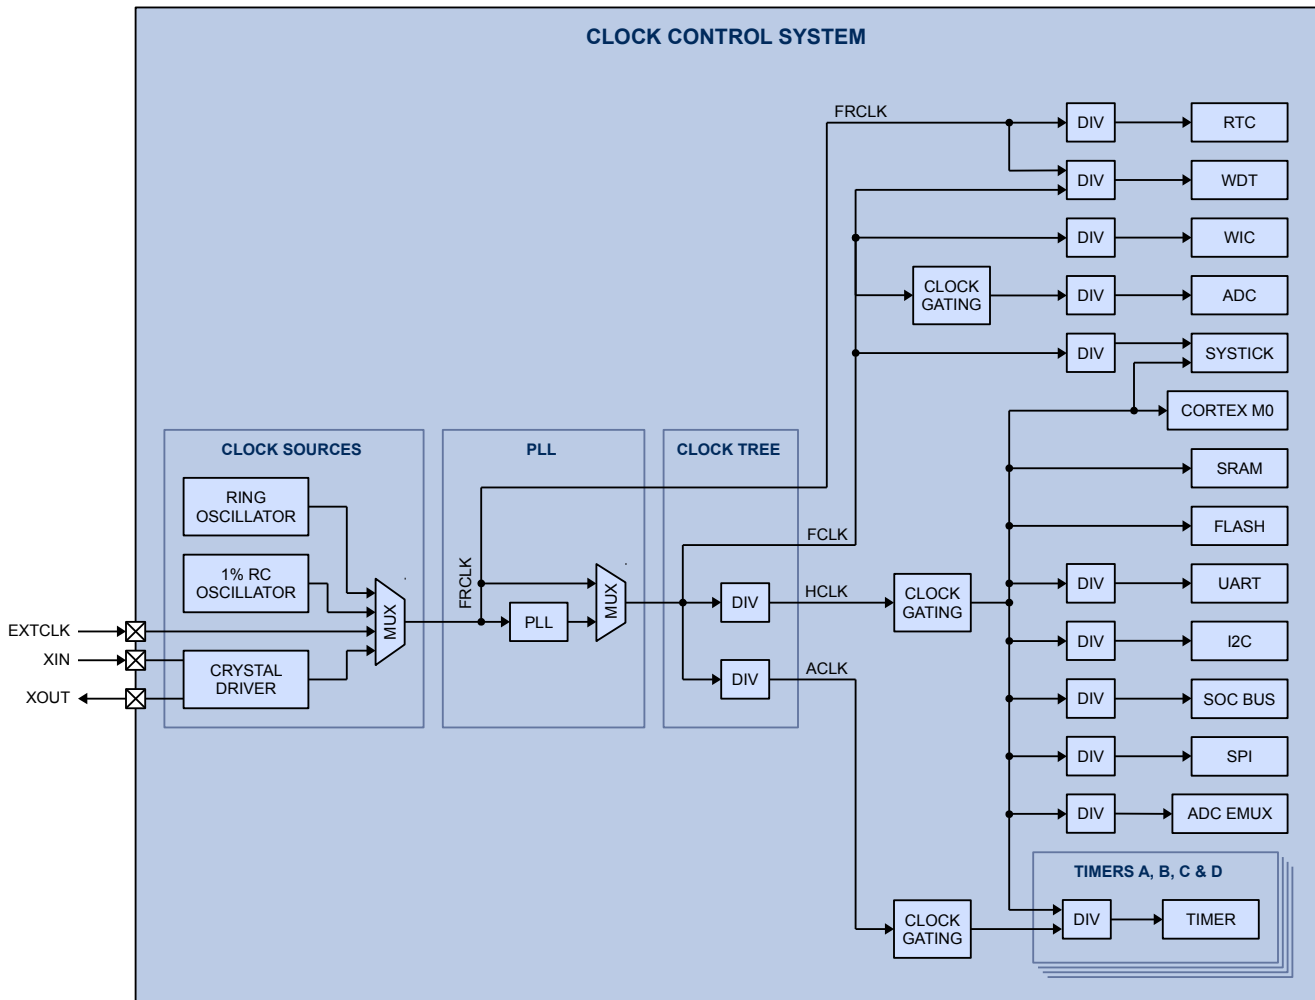 CLOCK CONTROL SYSTEM
FRCLK
DIV
RTC
DIV
WDT
DIV
WIC
CLOCK
GATING
DIV
ADC
DIV
SYSTICK
CORTEX M0
CLOCK SOURCES
PLL
CLOCK TREE
SRAM
RING
OSCILLATOR
FLASH
FCLK
1% RC
OSCILLATOR
FRCLK
MUX
MUX
PLL
DIV
HCLK
CLOCK
GATING
DIV
UART
EXTCLK
XIN
XOUT
CRYSTAL
DRIVER
DIV
ACLK
DIV
I2C
DIV
SOC BUS
DIV
SPI
DIV
ADC EMUX
TIMERS A, B, C & D
CLOCK
GATING
DIV
TIMER